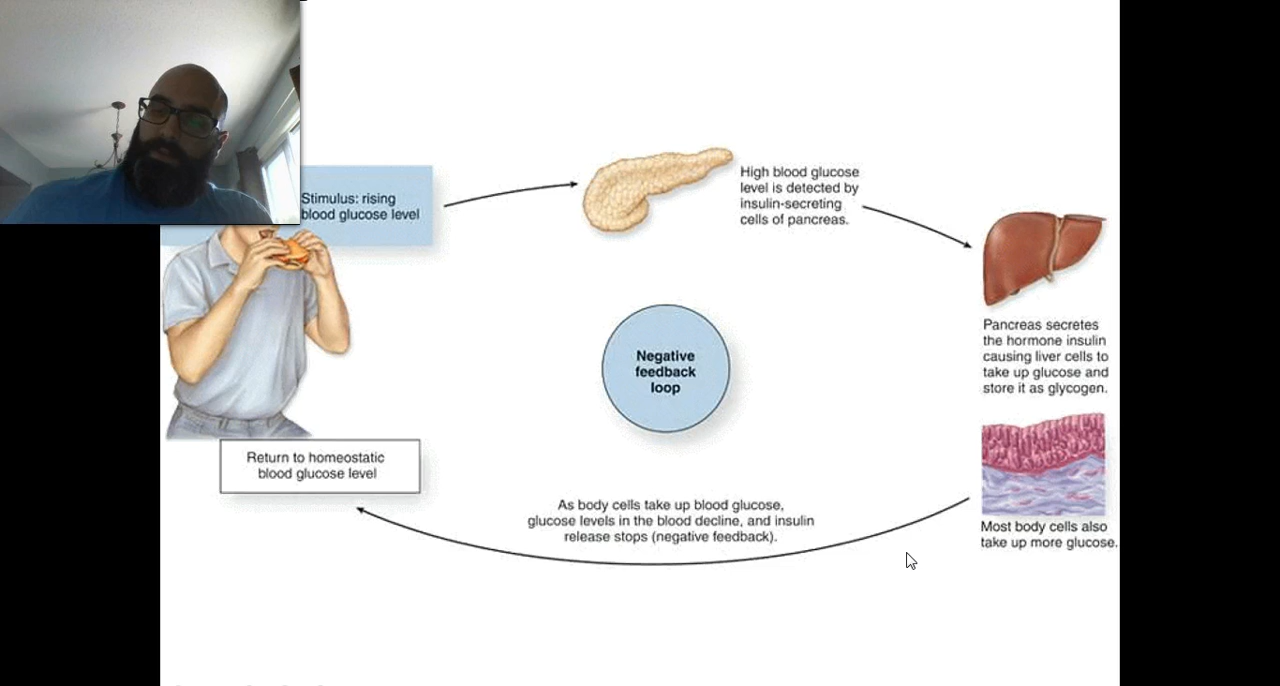 Stimulus: rising
blood glucose level
High blood glucose
level is detected by
insulin-secreting
cells of pancreas.
Pancreas secretes
the hormone insulin
causing liver cells to
take up glucose and
store it as glycogen.
Negative
feedback
loop
Most body cells also
take up more glucose.
As body cells take up blood glucose,
glucose levels in the blood decline, and insulin
release stops (negative feedback).
Return to homeostatic
blood glucose level